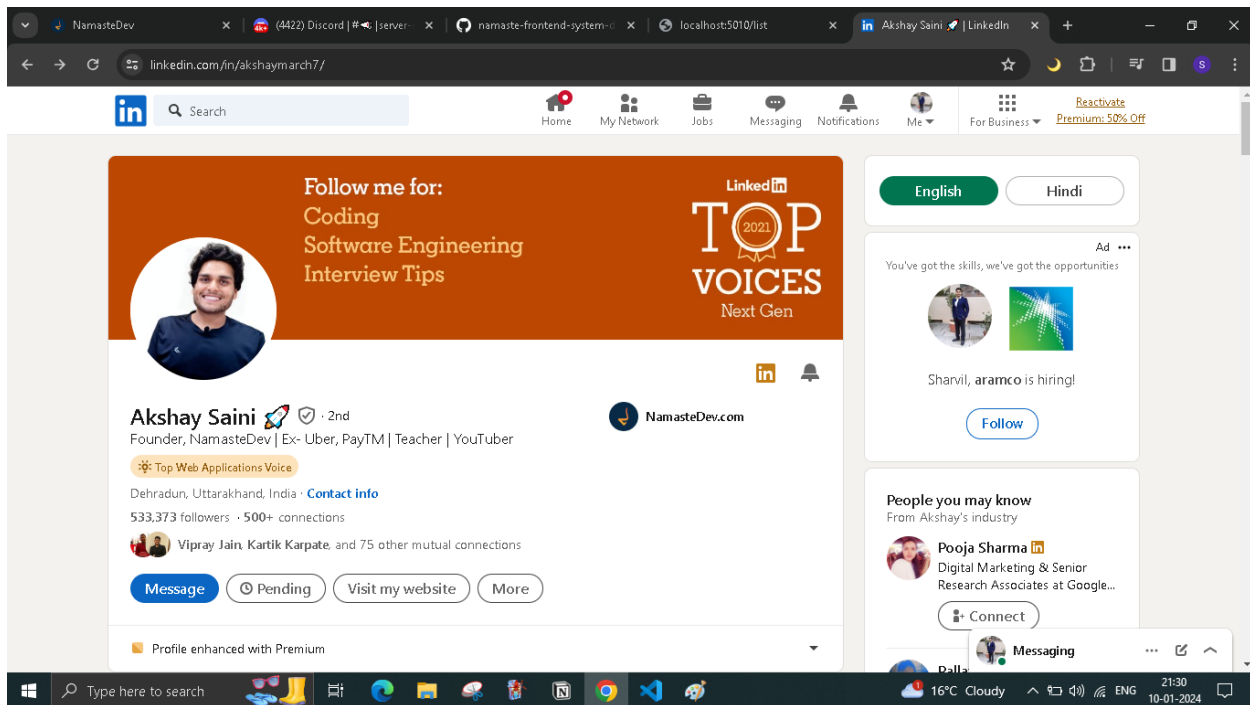 NamasteDev
(4422) Discord | #
|server-
namaste-frontend-system-d
localhost:5010/list
Akshay Saini 🚀 | LinkedIn
linkedin.com/in/akshaymarch7/
S
in
Search
Home
My Network
Jobs
Messaging
Notifications
Me
For Business
Reactivate
Premium: 50% Off
Follow me for:
Coding
Software Engineering
Interview Tips
Linked in
TOP
2021
VOICES
Next Gen
English
Hindi
Ad
You've got the skills, we've got the opportunities
Sharvil, aramco is hiring!
Follow
in
Akshay Saini 🚀 · 2nd
NamasteDev.com
Founder, NamasteDev | Ex- Uber, PayTM | Teacher | YouTuber
Top Web Applications Voice
Dehradun, Uttarakhand, India · Contact info
533,373 followers · 500+ connections
Vipray Jain, Kartik Karpate, and 75 other mutual connections
Message
Pending
Visit my website
More
Profile enhanced with Premium
People you may know
From Akshay's industry
Pooja Sharma in
Digital Marketing & Senior
Research Associates at Google...
Connect
Messaging
Type here to search
1
16°C Cloudy
ENG
21:30
10-01-2024